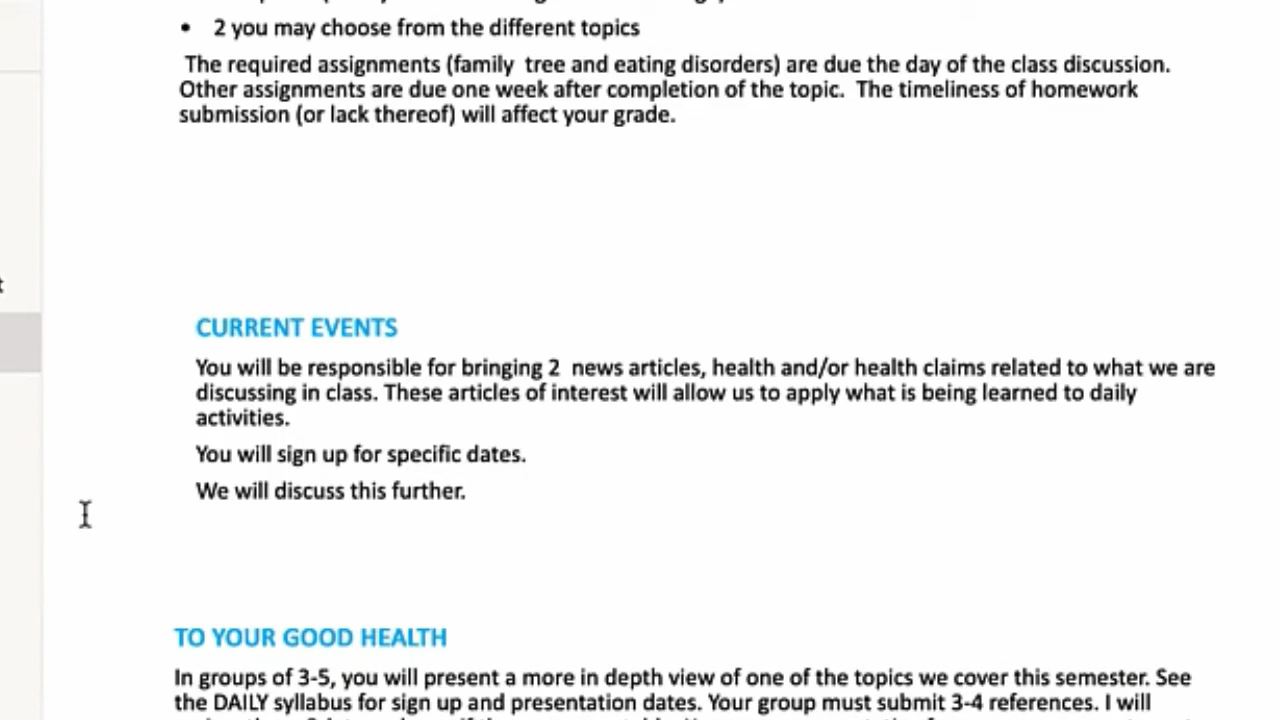 • 2 you may choose from the different topics
The required assignments (family tree and eating disorders) are due the day of the class discussion.
Other assignments are due one week after completion of the topic. The timeliness of homework
submission (or lack thereof) will affect your grade.
CURRENT EVENTS
You will be responsible for bringing 2 news articles, health and/or health claims related to what we are
discussing in class. These articles of interest will allow us to apply what is being learned to daily
activities.
You will sign up for specific dates.
We will discuss this further.
TO YOUR GOOD HEALTH
In groups of 3-5, you will present a more in depth view of one of the topics we cover this semester. See
the DAILY syllabus for sign up and presentation dates. Your group must submit 3-4 references. I will